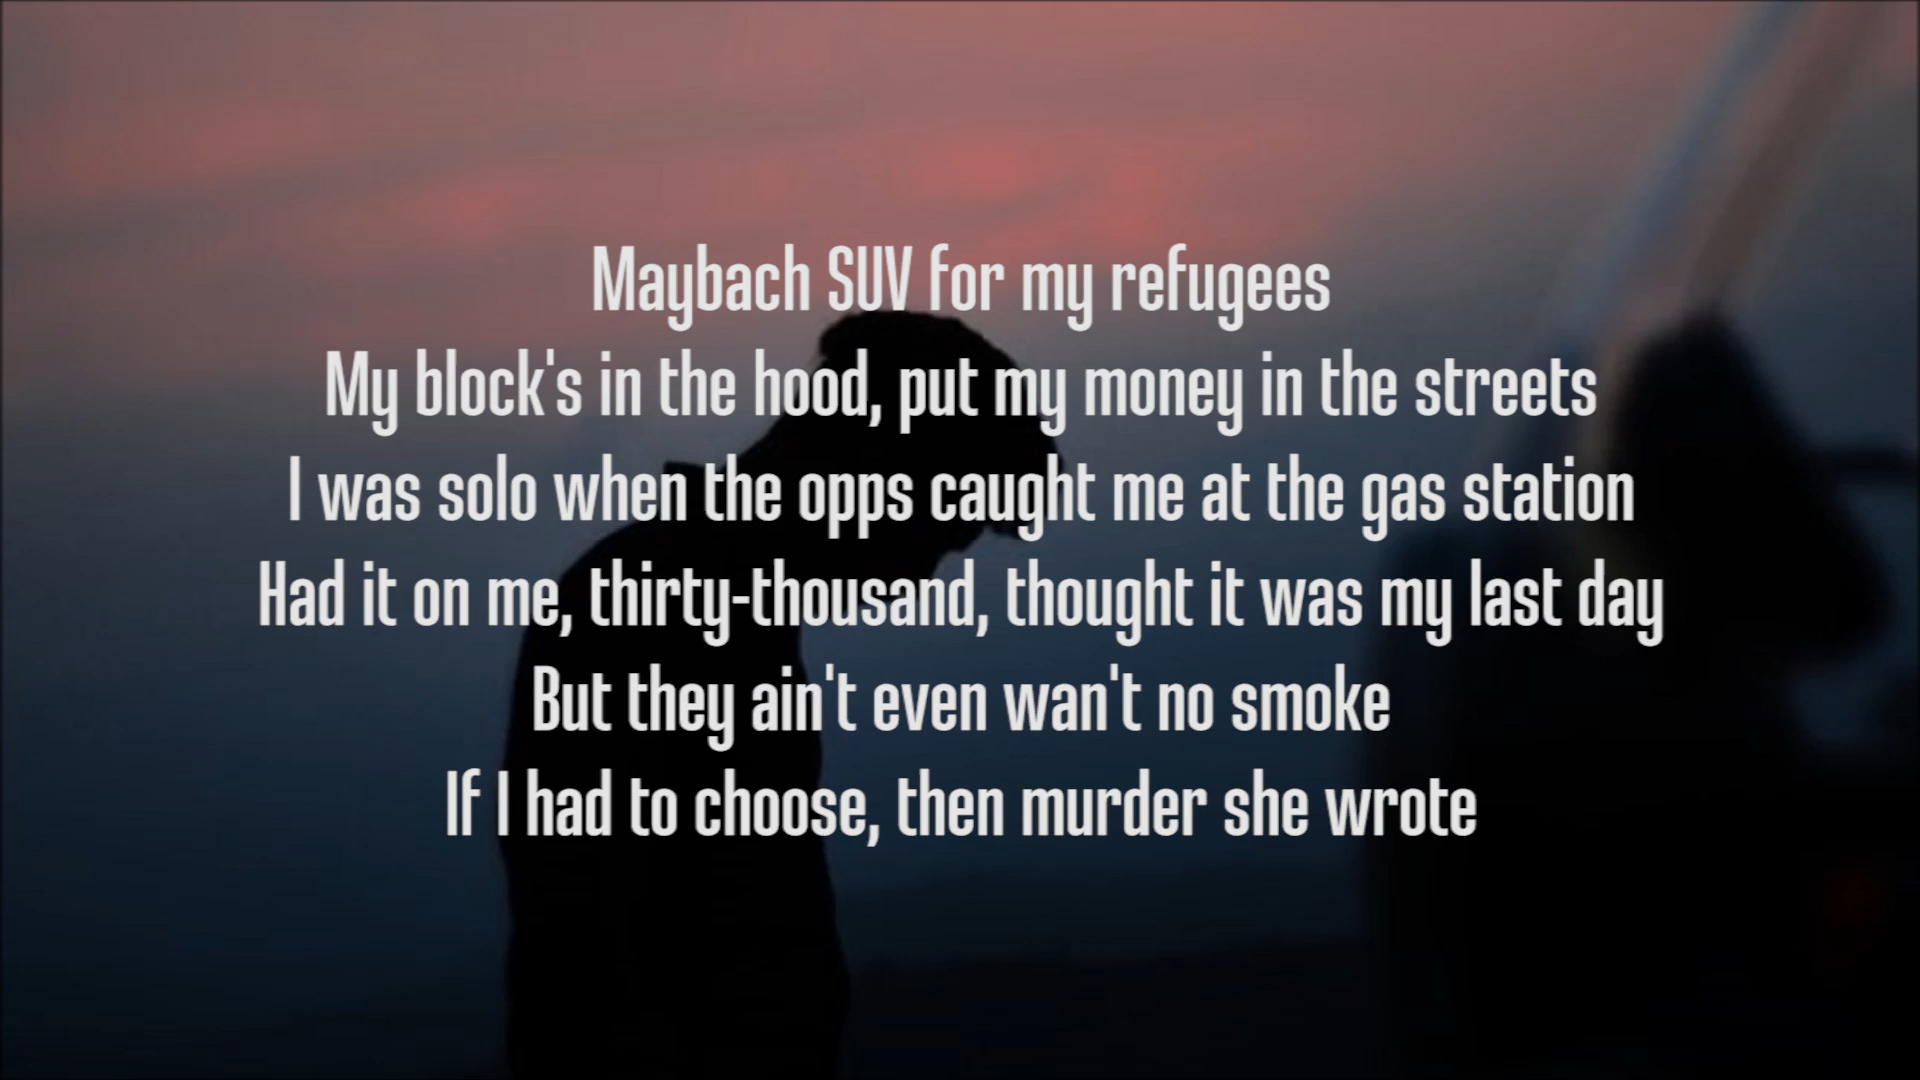 Maybach SUV for my refugees
My block's in the hood, put my money in the streets
I was solo when the opps caught me at the gas station
Had it on me, thirty-thousand, thought it was my last day
But they ain't even wan't no smoke
If I had to choose, then murder she wrote